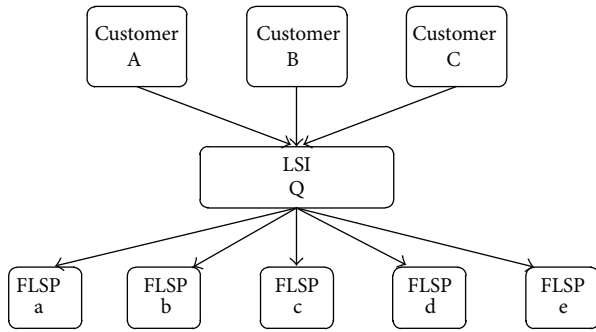 Customer
A
Customer
B
Customer
C
LSI
Q
FLSP
a
FLSP
b
FLSP
c
FLSP
d
FLSP
e